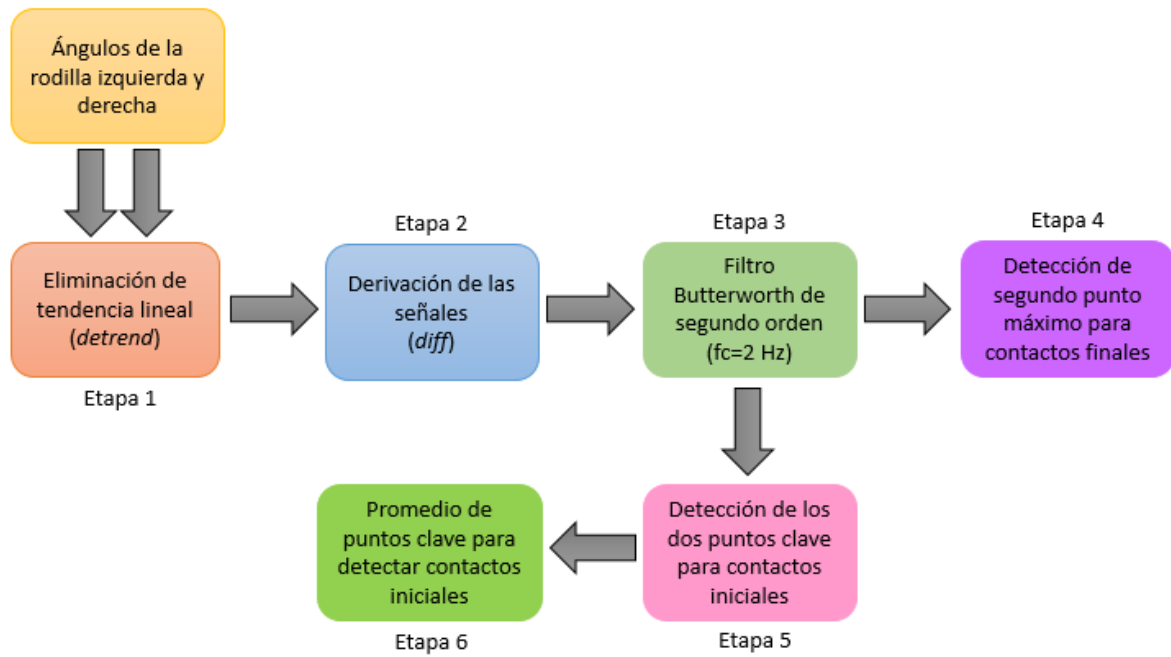 Ángulos de la
rodilla izquierda y
derecha
Eliminación de
tendencia lineal
(detrend)
Etapa 1
Etapa 2
Derivación de las
señales
(diff)
Etapa 3
Filtro
Butterworth de
segundo orden
(fc=2 Hz)
Etapa 4
Detección de
segundo punto
máximo para
contactos finales
Detección de los
dos puntos clave
para contactos
iniciales
Etapa 5
Promedio de
puntos clave para
detectar contactos
iniciales
Etapa 6